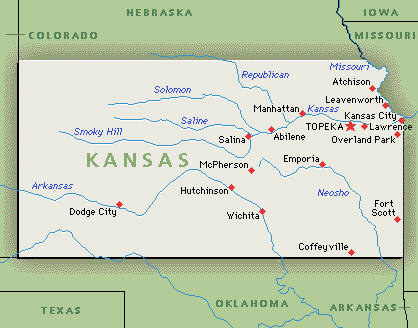 NEBRASKA
IOWA
COLORADO
MISSOURI
Missouri
Republican
Atchison
Solomon
Leavenworth
Manhattan
Kansas
Kansas City
Saline
TOPEKA
Lawrence
Smoky Hill
Abilene
Salina
Overland Park
KANSAS
McPherson
Emporia
Arkansas
Hutchinson
Neosho
Dodge City
Wichita
Fort
Scott
Coffeyville
OKLAHOMA
TEXAS
ARKANSAS